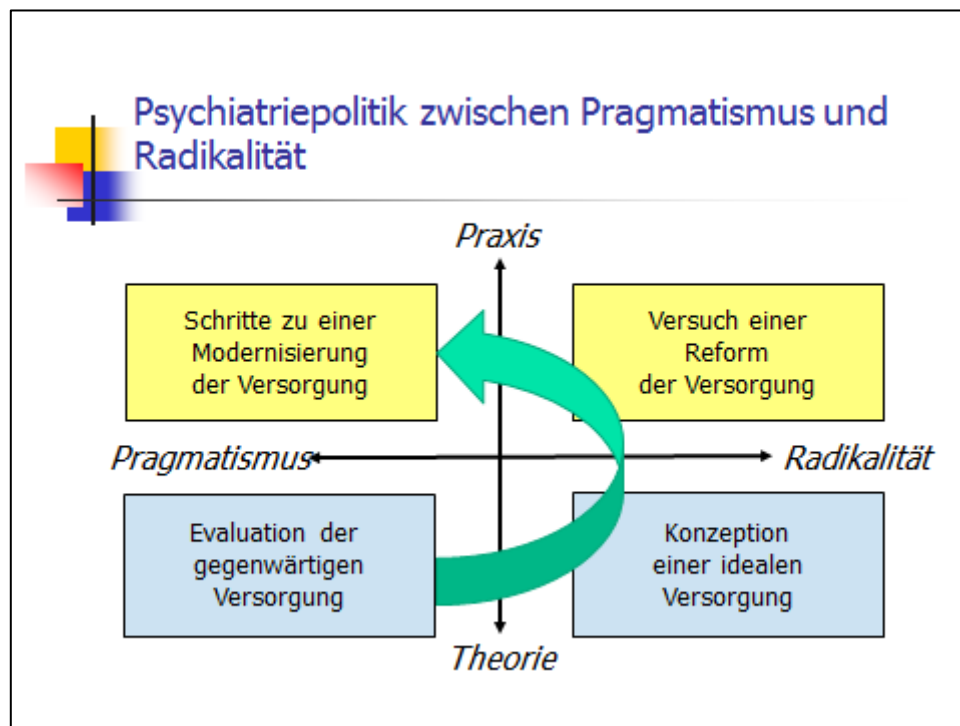 Psychiatriepolitik zwischen Pragmatismus und
Radikalität
Praxis
Schritte zu einer
Modernisierung
der Versorgung
Versuch einer
Reform
der Versorgung
Pragmatismus
Radikalität
Evaluation der
gegenwärtigen
Versorgung
Konzeption
einer idealen
Versorgung
Theorie